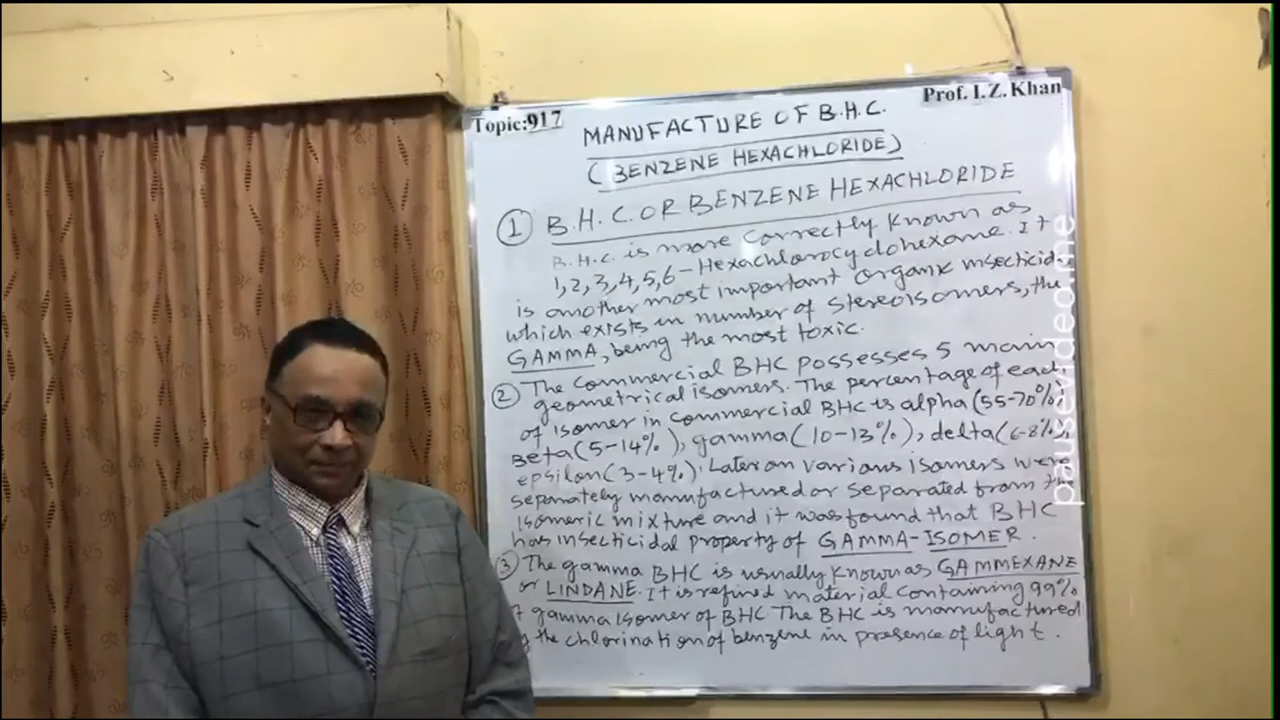 Topic:917
Prof. I.Z.Khan
MANUFACTURE OF B.H.C.
(BENZENE HEXACHLORIDE)
① B.H.C. OR BENZENE HEXACHLORIDE
B.H.C. is more correctly known as
1,2,3,4,5,6-Hexachlorocyclohexane. It
is another most important organic insecticide
which exists in number of stereoisomers, the
GAMMA, being the most toxic.
② The commercial BHC possesses 5 main
geometrical isomers. The percentage of each
of isomer in commercial BHC is alpha (55-70%),
Beta (5-14%), gamma (10-13%), delta (6-8%),
epsilon (3-4%). Later on various isomers were
separately manufactured or separated from the
isomeric mixture and it was found that BHC
has insecticidal property of GAMMA-ISOMER.
③ The gamma BHC is usually known as GAMMEXANE
or LINDANE. It is refined material containing 99%
gamma isomer of BHC The BHC is manufactured
the chlorination of benzene in presence of light.
pausevideo.me